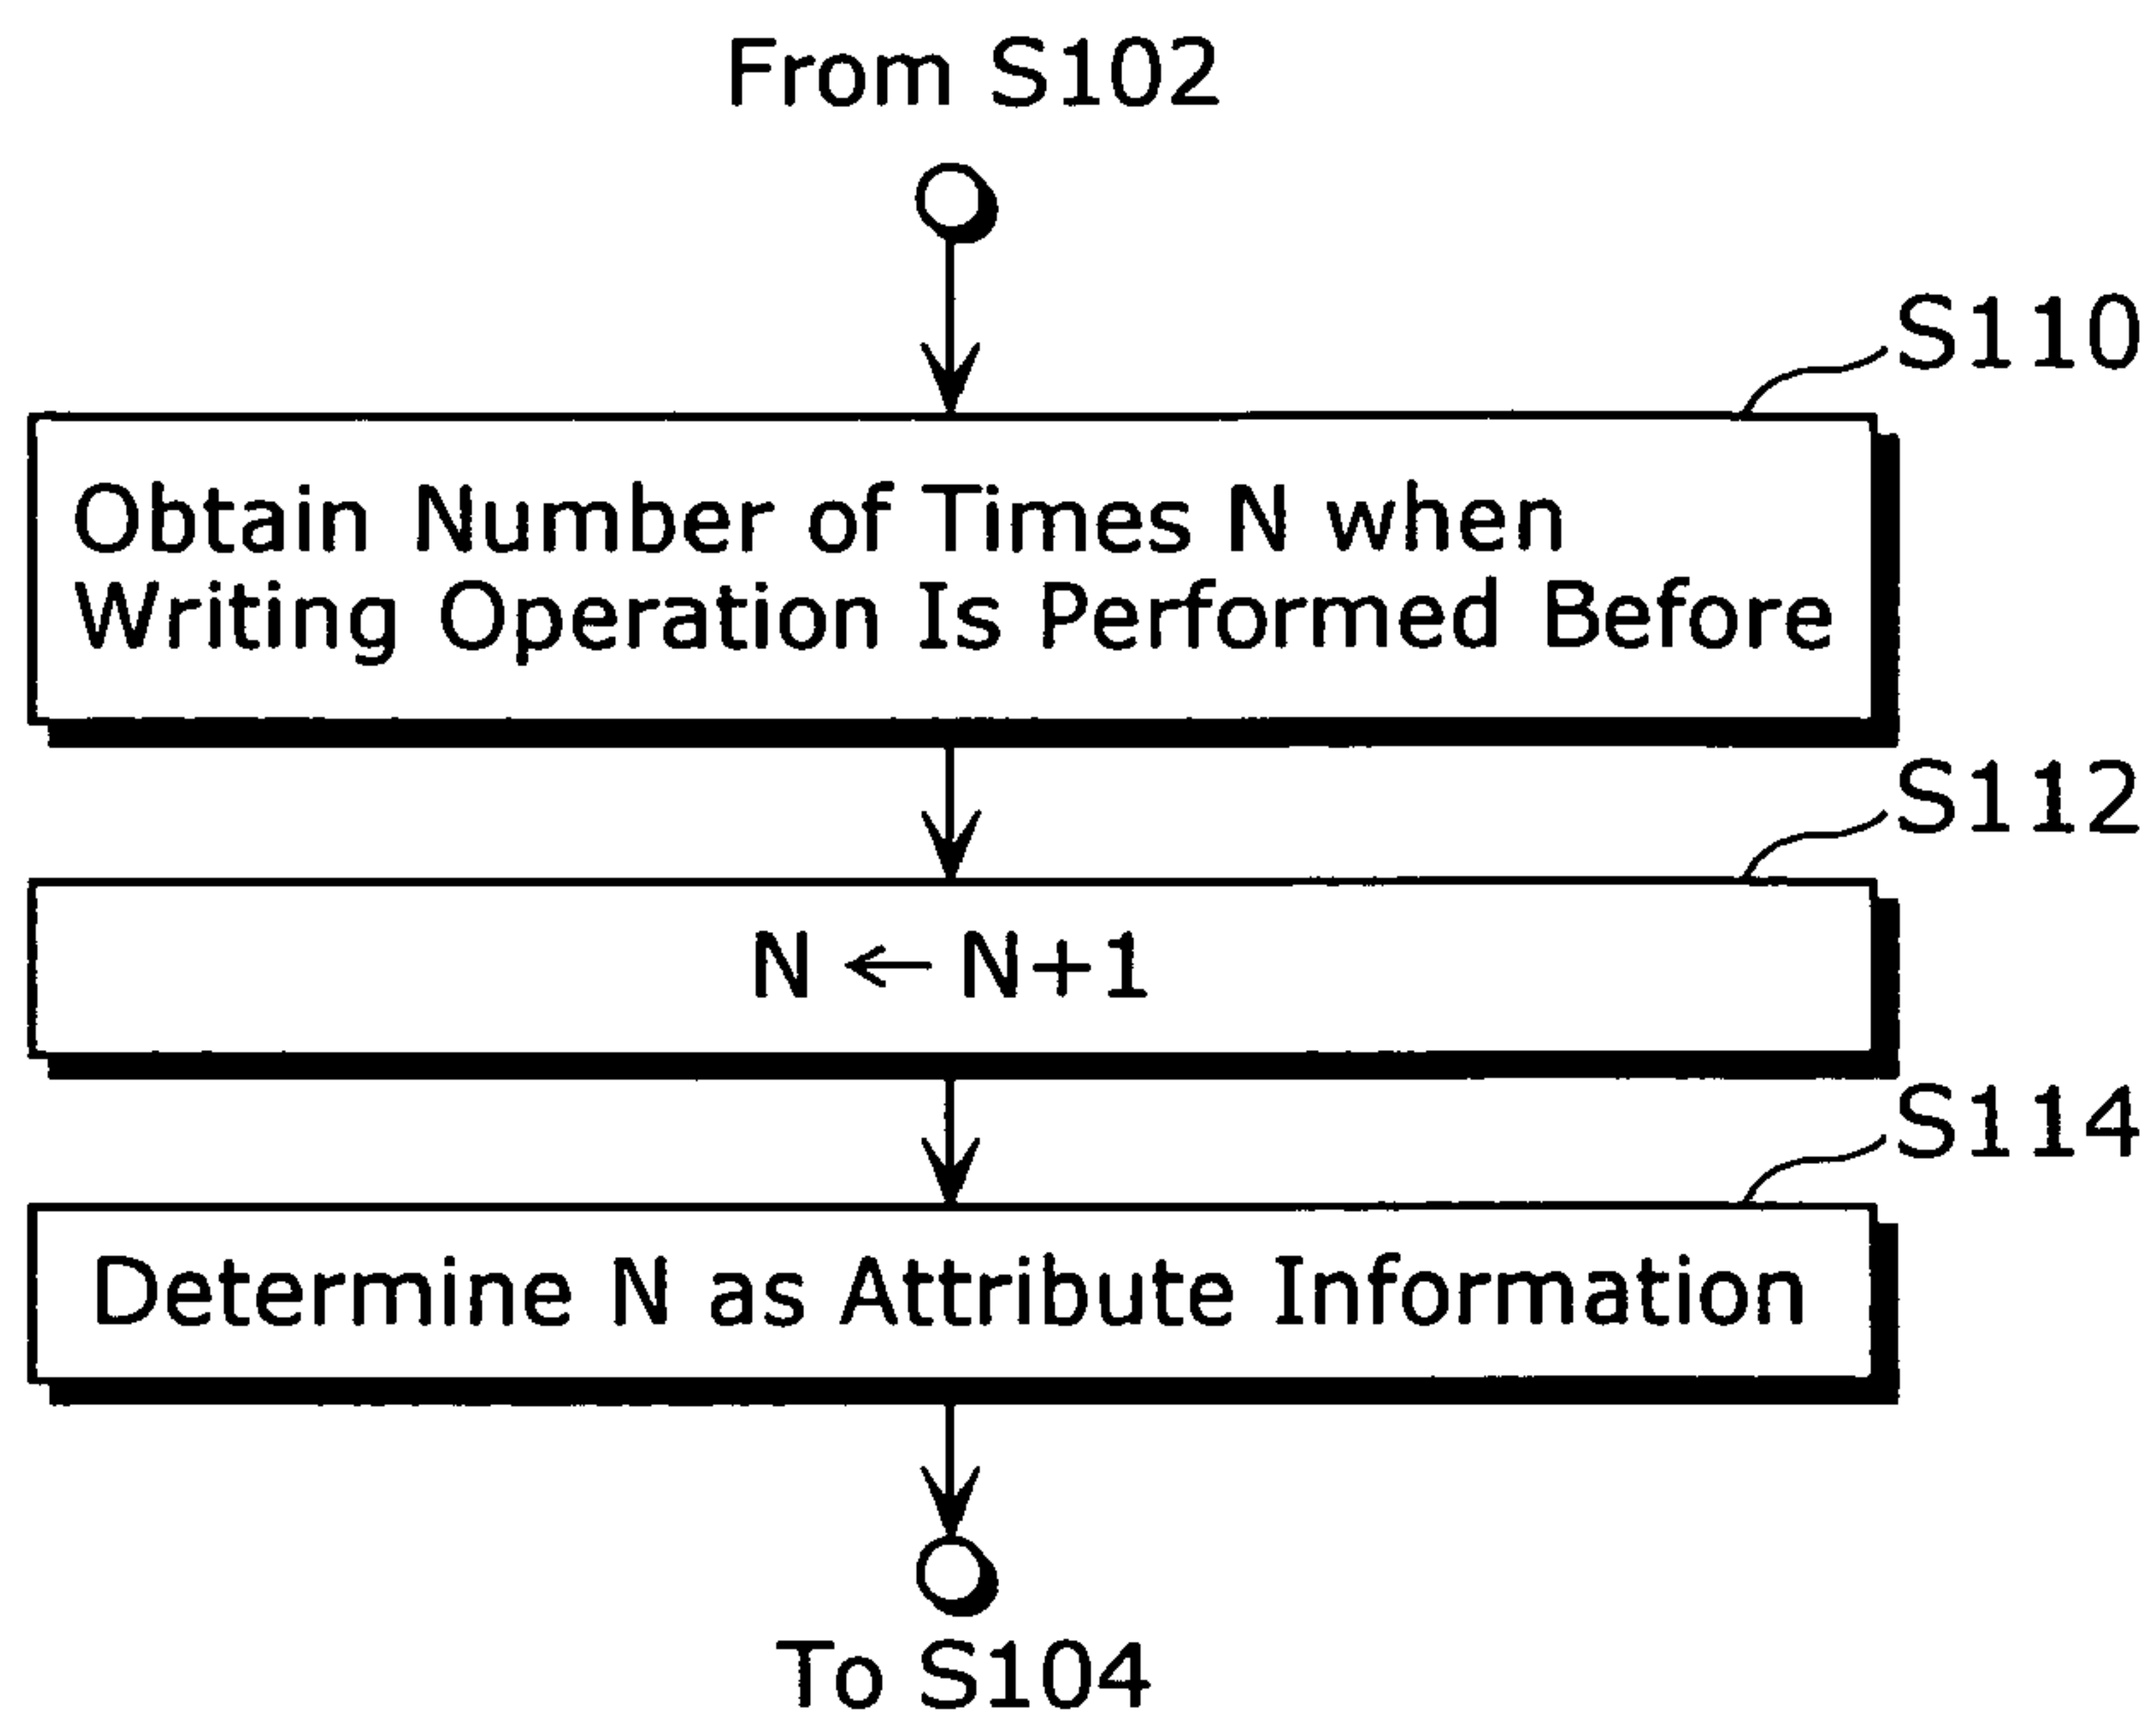 From S102
S110
Obtain Number of Times N when
Writing Operation Is Performed Before
S112
N ← N+1
S114
Determine N as Attribute Information
To S104